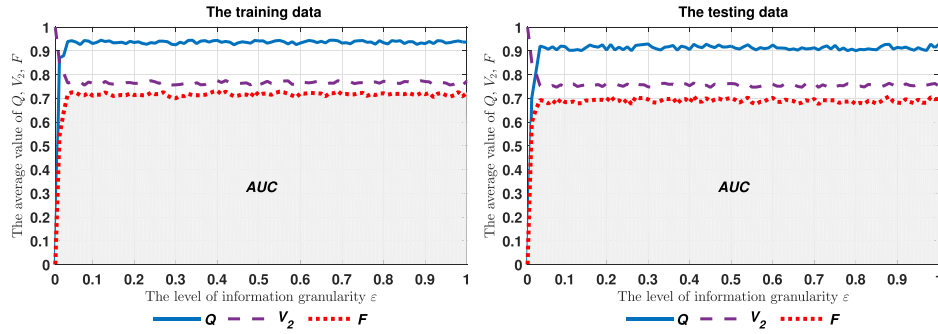 The training data
The average value of Q, V2, F
1
0.9
0.8
0.7
0.6
0.5
0.4
0.3
0.2
0.1
0
AUC
0 0.1 0.2 0.3 0.4 0.5 0.6 0.7 0.8 0.9 1
The level of information granularity ε
Q V2 F
The testing data
The average value of Q, V2, F
1
0.9
0.8
0.7
0.6
0.5
0.4
0.3
0.2
0.1
0
AUC
0 0.1 0.2 0.3 0.4 0.5 0.6 0.7 0.8 0.9 1
The level of information granularity ε
Q V2 F